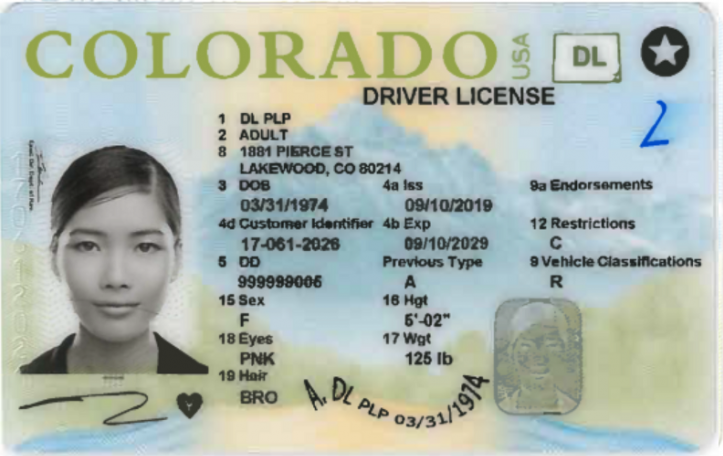 COLORADO USA DL
DRIVER LICENSE
2
1 DL PLP
2 ADULT
8 1881 PIERCE ST
LAKEWOOD, CO 80214
3 DOB 4a Iss 9a Endorsements
03/31/1974 09/10/2019
4d Customer Identifier 4b Exp 12 Restrictions
17-061-2026 09/10/2029 C
5 DD Previous Type 9 Vehicle Classifications
999999005 A R
15 Sex 16 Hgt
F 5'-02"
18 Eyes 17 Wgt
PNK 125 lb
19 Hair
BRO
A. DL PLP 03/31/1974
Y